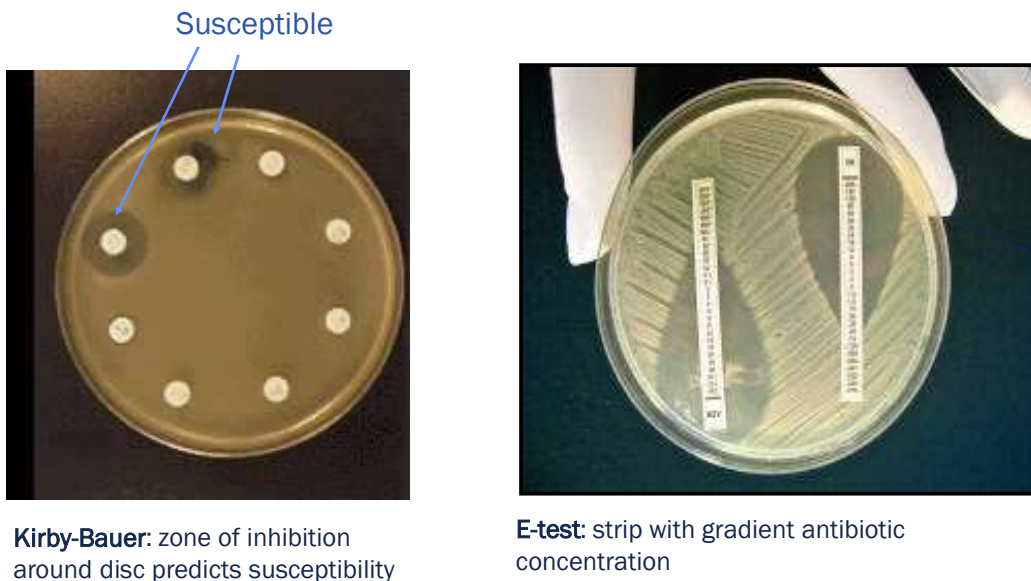 Susceptible
Kirby-Bauer: zone of inhibition
around disc predicts susceptibility
E-test: strip with gradient antibiotic
concentration